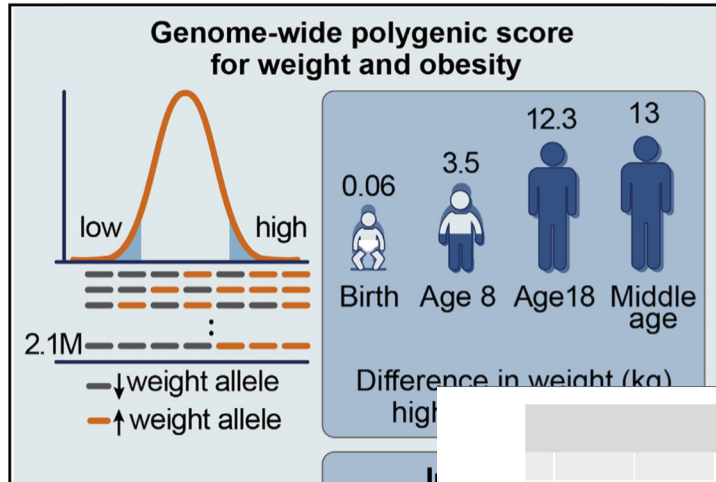 Genome-wide polygenic score
for weight and obesity
low
high
2.1M
↓weight allele
↑weight allele
0.06
3.5
12.3
13
Birth
Age 8
Age18
Middle
age
Difference in weight (kg)